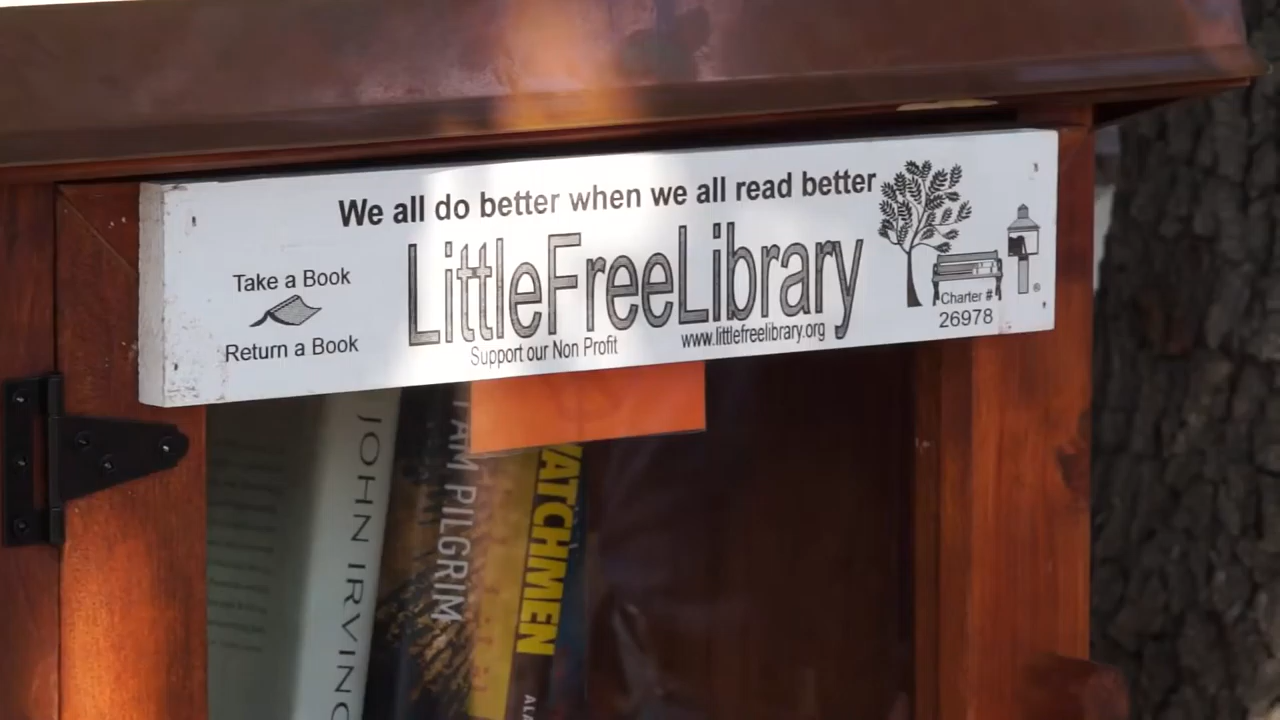 We all do better when we all read better
LittleFreeLibrary
Take a Book
Return a Book
Support our Non Profit
www.littlefreelibrary.org
Charter #
26978
®
JOHN IRVING
I AM PILGRIM
WATCHMEN